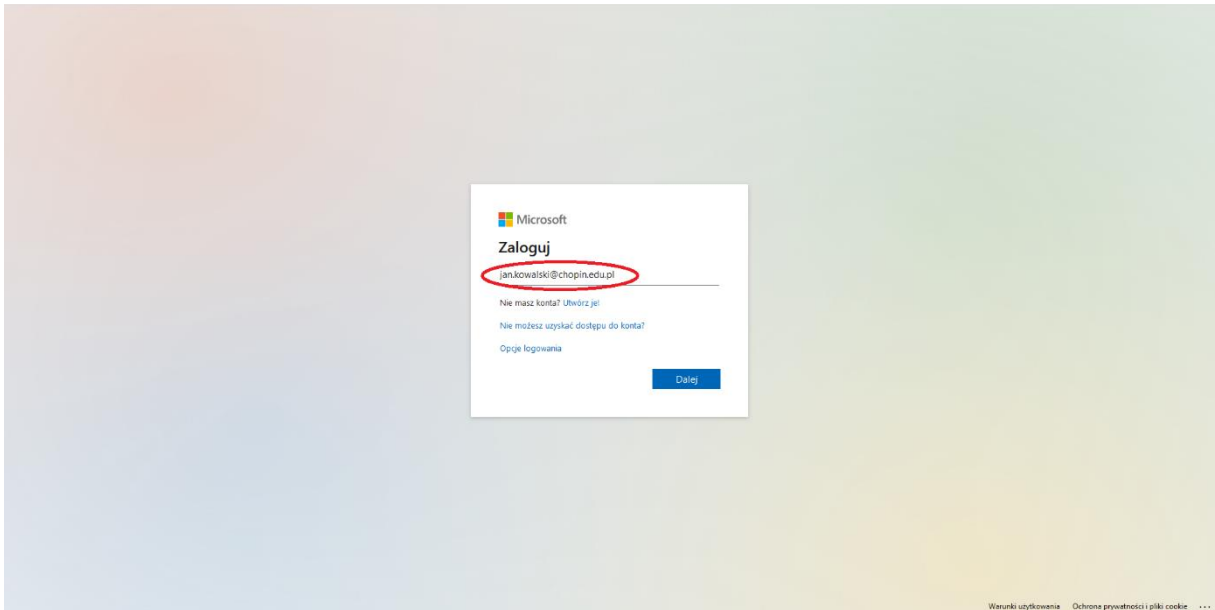 Microsoft
Zaloguj
jan.kowalski@chopin.edu.pl
Nie masz konta? Utwórz je!
Nie możesz uzyskać dostępu do konta?
Opcje logowania
Dalej
Warunki użytkowania Ochrona prywatności i pliki cookie ...